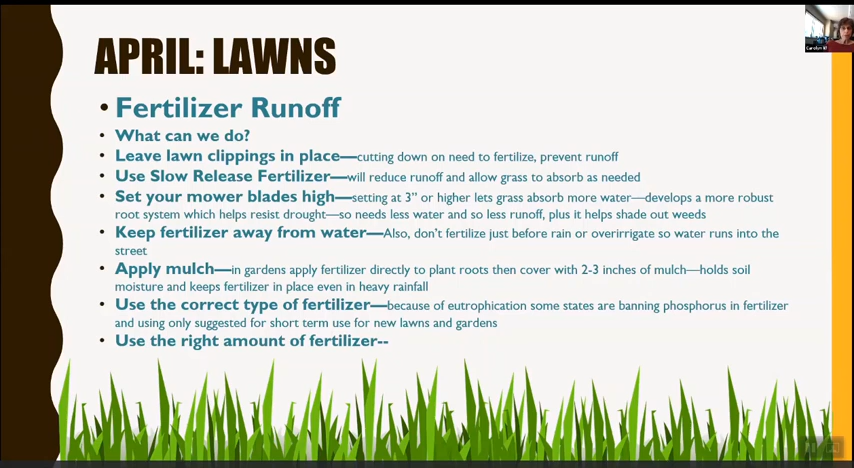 APRIL: LAWNS
• Fertilizer Runoff
• What can we do?
• Leave lawn clippings in place—cutting down on need to fertilize, prevent runoff
• Use Slow Release Fertilizer—will reduce runoff and allow grass to absorb as needed
• Set your mower blades high—setting at 3” or higher lets grass absorb more water—develops a more robust
root system which helps resist drought—so needs less water and so less runoff, plus it helps shade out weeds
• Keep fertilizer away from water—Also, don’t fertilize just before rain or overirrigate so water runs into the
street
• Apply mulch—in gardens apply fertilizer directly to plant roots then cover with 2-3 inches of mulch—holds soil
moisture and keeps fertilizer in place even in heavy rainfall
• Use the correct type of fertilizer—because of eutrophication some states are banning phosphorus in fertilizer
and using only suggested for short term use for new lawns and gardens
• Use the right amount of fertilizer--